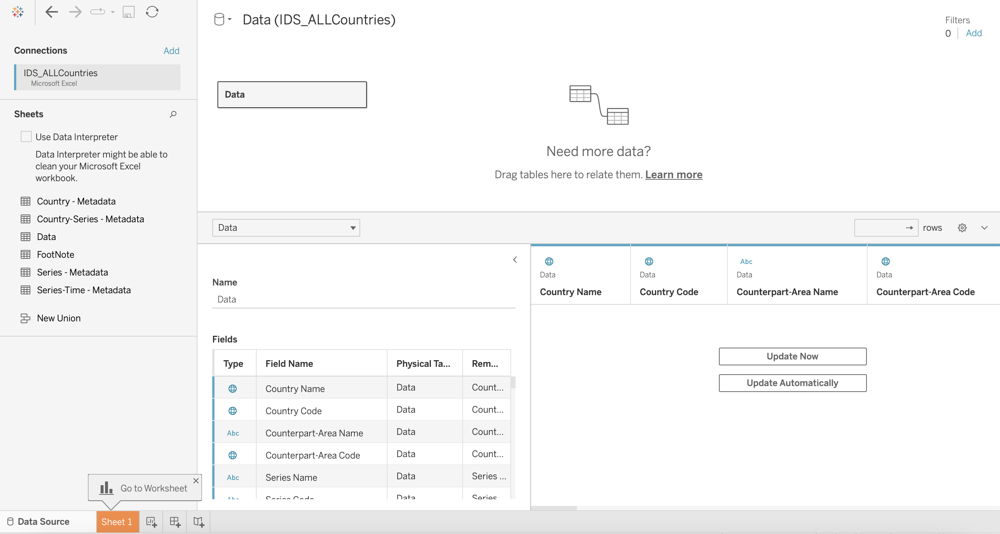 Data (IDS_ALLCountries)
Filters
0 Add
Connections Add
IDS_ALLCountries
Microsoft Excel
Sheets
Use Data Interpreter
Data Interpreter might be able to
clean your Microsoft Excel
workbook.
Country - Metadata
Country-Series - Metadata
Data
FootNote
Series - Metadata
Series-Time - Metadata
New Union
Data
Need more data?
Drag tables here to relate them. Learn more
Data
rows
Name
Data
Fields
Type Field Name Physical Ta... Rem...
Country Name Data Count...
Country Code Data Count...
Abc Counterpart-Area Name Data Count...
Counterpart-Area Code Data Count...
Abc Series Name Data Series ...
Abc Series Code Data Series
Data
Country Name
Data
Country Code
Abc
Data
Counterpart-Area Name
Data
Counterpart-Area Code
Update Now
Update Automatically
Go to Worksheet
Data Source
Sheet 1